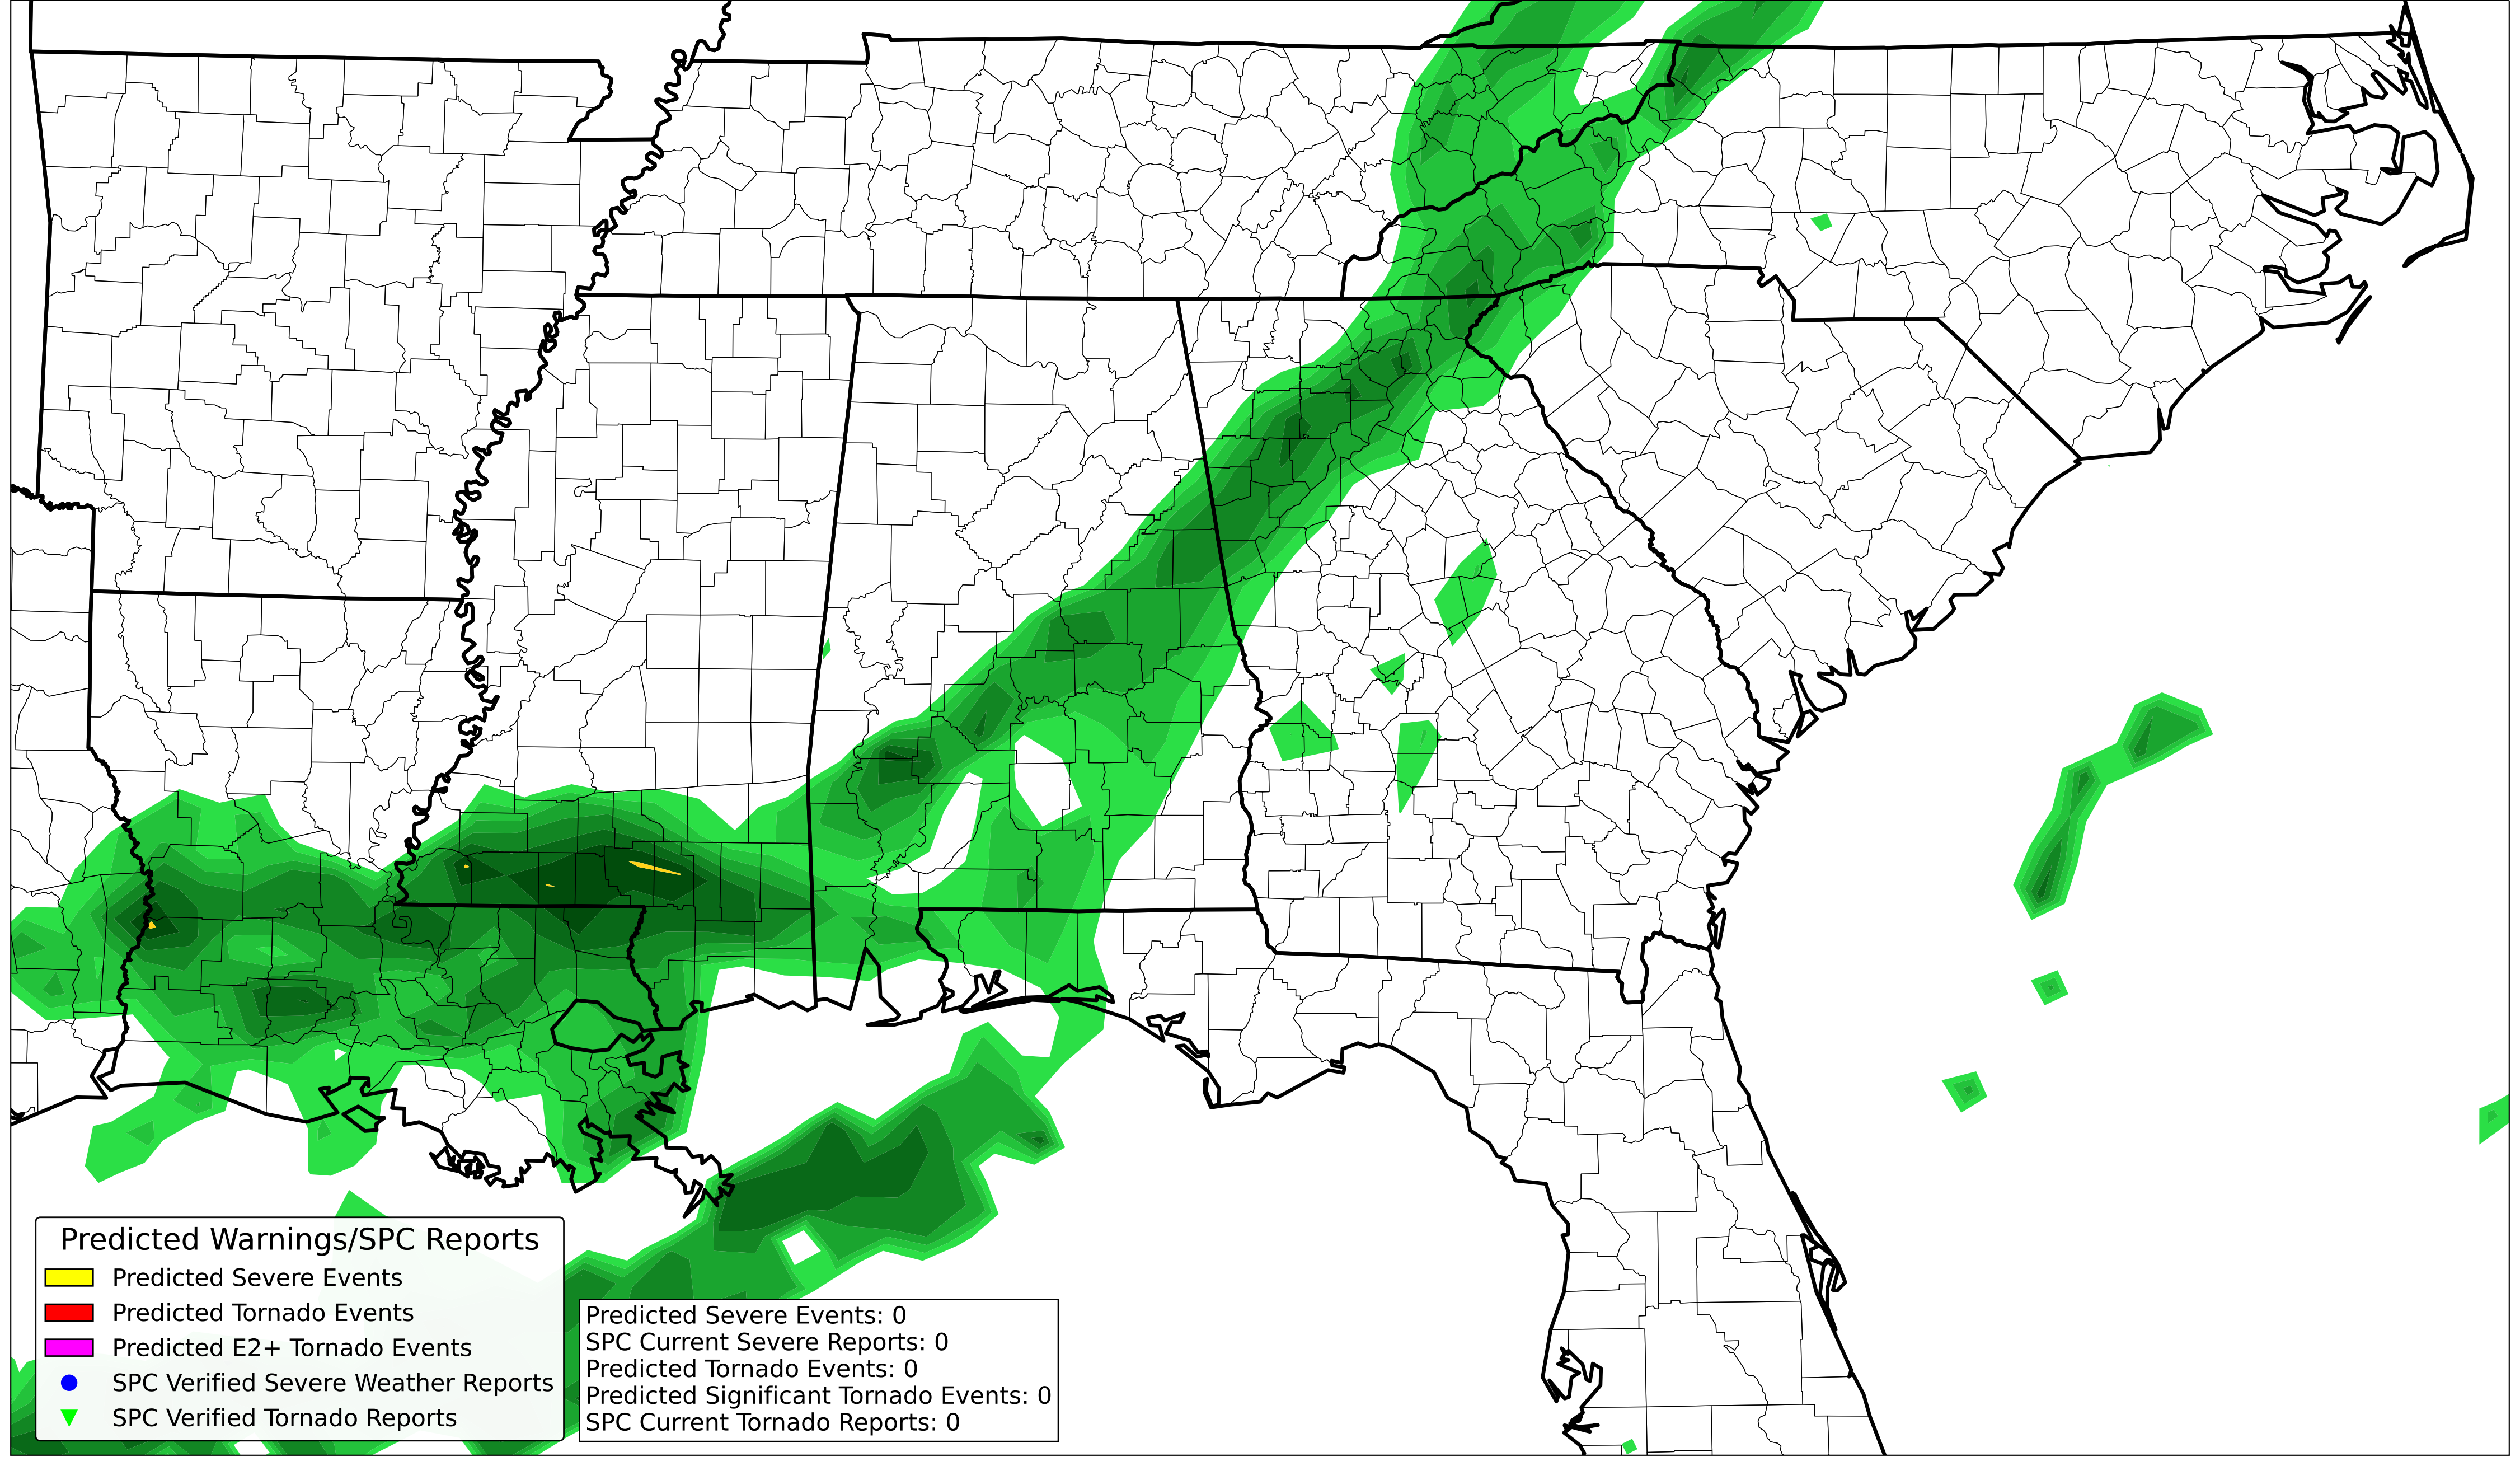 Predicted Warnings/SPC Reports
Predicted Severe Events
Predicted Tornado Events
Predicted E2+ Tornado Events
SPC Verified Severe Weather Reports
SPC Verified Tornado Reports
Predicted Severe Events: 0
SPC Current Severe Reports: 0
Predicted Tornado Events: 0
Predicted Significant Tornado Events: 0
SPC Current Tornado Reports: 0